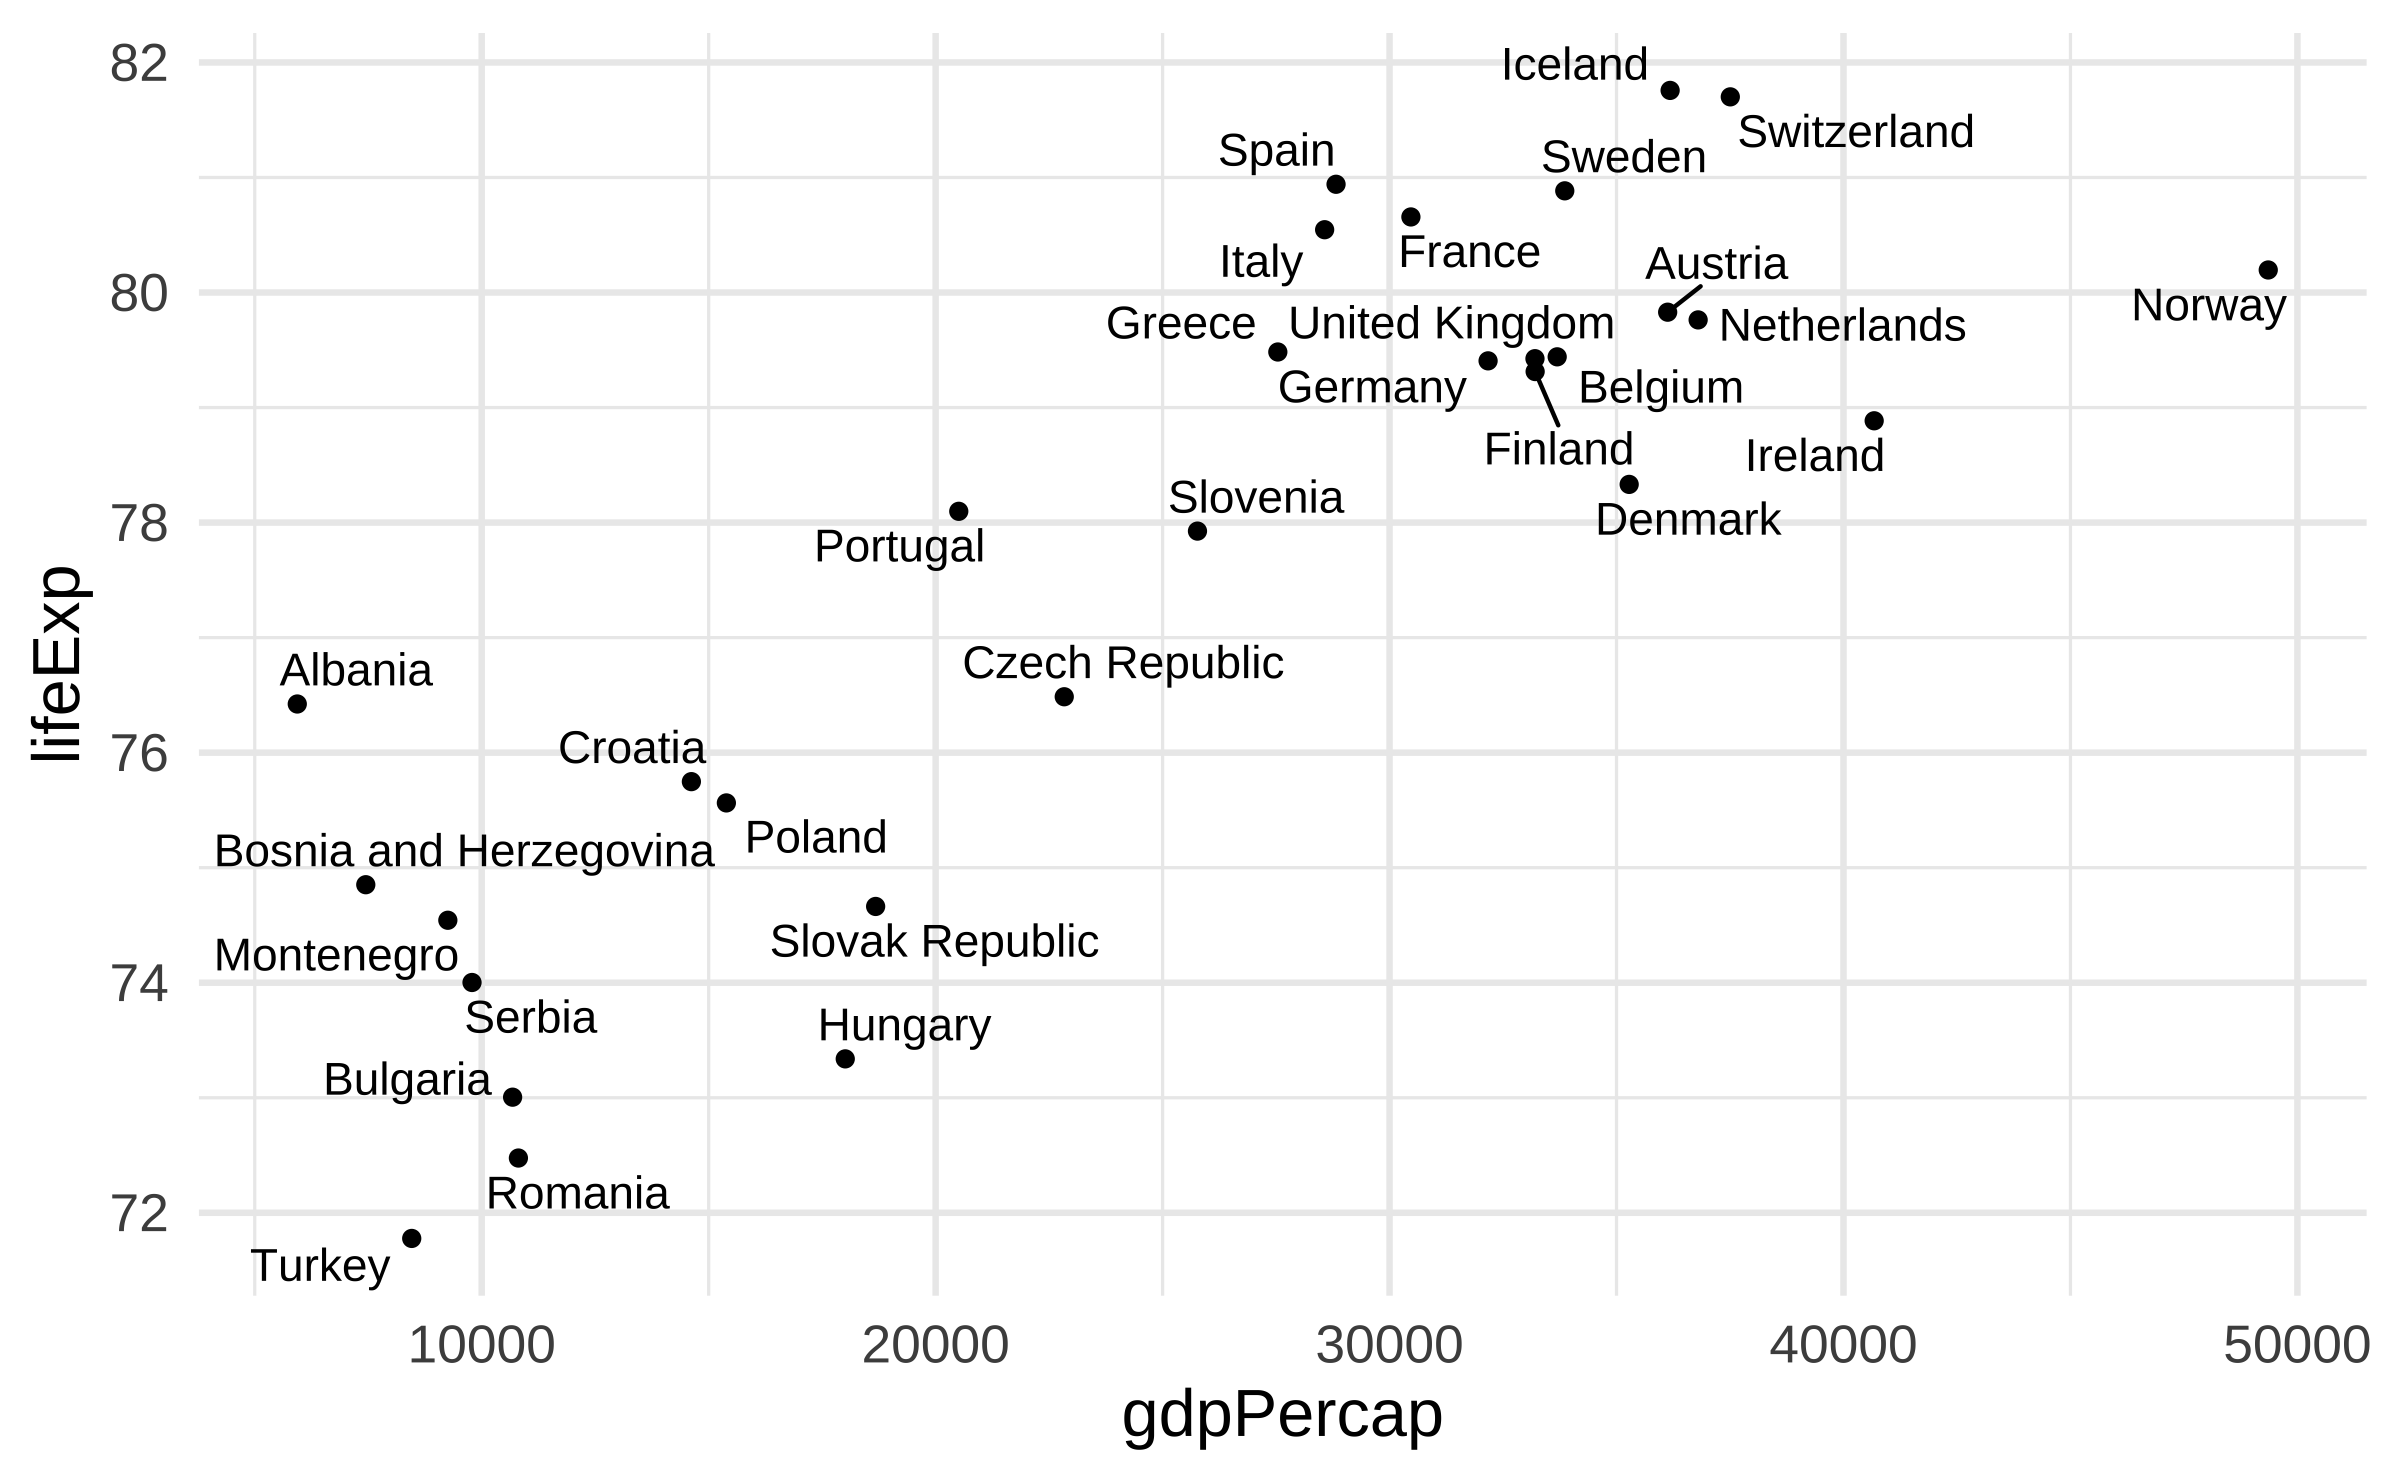 82
Iceland
Switzerland
Spain
Sweden
Italy
France
Austria
80
Norway
Greece
United Kingdom
Netherlands
Germany
Belgium
Finland
Ireland
Slovenia
78
Denmark
Portugal
lifeExp
Czech Republic
Albania
76
Croatia
Poland
Bosnia and Herzegovina
Slovak Republic
Montenegro
74
Serbia
Hungary
Bulgaria
Romania
72
Turkey
10000 20000 30000 40000 50000
gdpPercap